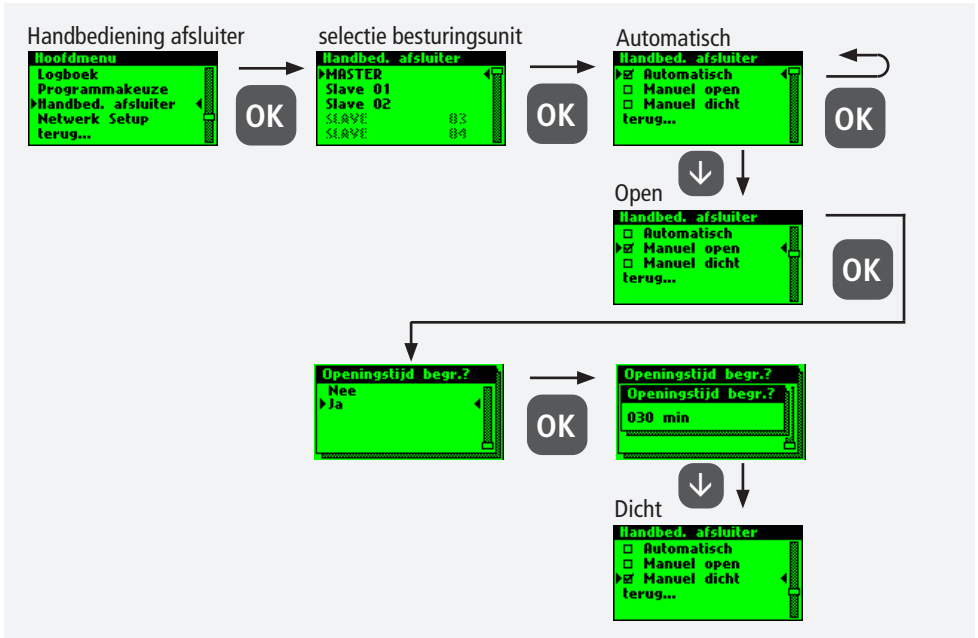 Handbediening afsluiter
Hoofdmenu
Logboek
Programmakeuze
Handbed. afsluiter
Netwerk Setup
terug...
OK
selectie besturingsunit
Handbed. afsluiter
MASTER
Slave 01
Slave 02
SLAVE 03
SLAVE 04
OK
Automatisch
Handbed. afsluiter
Automatisch
Manuel open
Manuel dicht
terug...
OK
Open
Handbed. afsluiter
Automatisch
Manuel open
Manuel dicht
terug...
OK
Openingstijd begr.?
Nee
Ja
OK
Openingstijd begr.?
Openingstijd begr.?
030 min
Dicht
Handbed. afsluiter
Automatisch
Manuel open
Manuel dicht
terug...